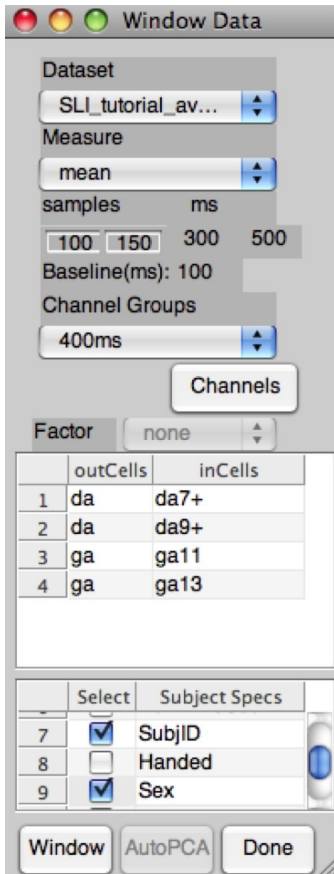 Window Data
Dataset
SLI_tutorial_av...
Measure
mean
samples ms
100 150 300 500
Baseline(ms): 100
Channel Groups
400ms
Channels
Factor none
outCells inCells
1 da da7+
2 da da9+
3 ga ga11
4 ga ga13
Select Subject Specs
7 SubjID
8 Handed
9 Sex
Window AutoPCA Done